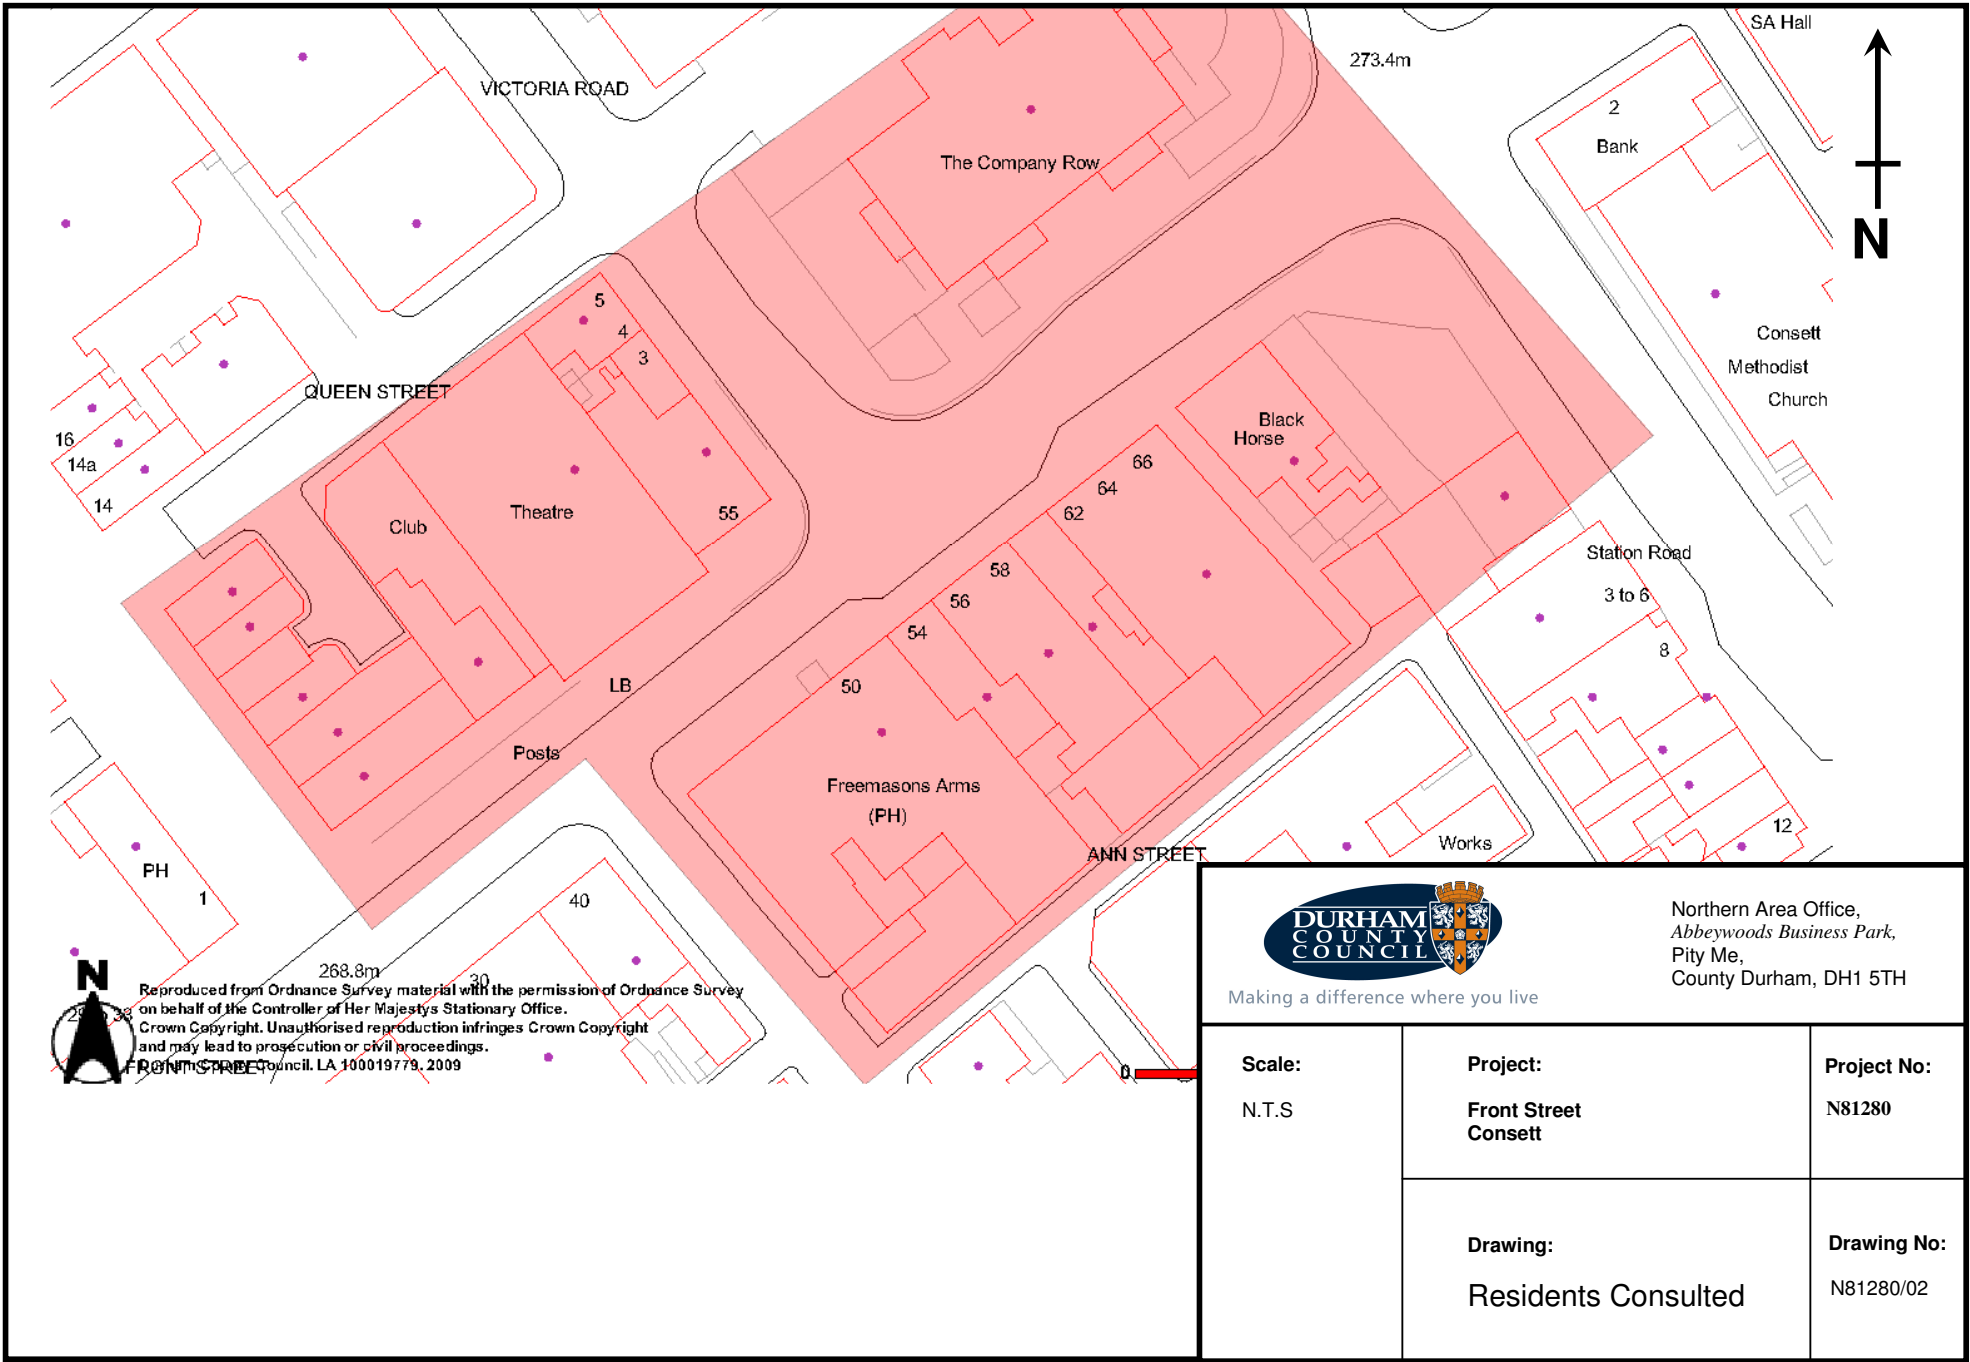 SA Hall
273.4m
VICTORIA ROAD
2
Bank
The Company Row
N
5
4
3
Consett
Methodist
Church
QUEEN STREET
16
14a
14
Black
Horse
66
64
62
Club
Theatre
55
58
56
54
Station Road
3 to 6
8
LB
50
Posts
Freemasons Arms
(PH)
ANN STREET
Works
12
PH
1
40
30
268.8m
N
Reproduced from Ordnance Survey material with the permission of Ordnance Survey
on behalf of the Controller of Her Majestys Stationary Office.
Crown Copyright. Unauthorised reproduction infringes Crown Copyright
and may lead to prosecution or civil proceedings.
Durham County Council. LA 100019779. 2009
FRONT STREET
0
DURHAM
COUNTY
COUNCIL
Making a difference where you live
Northern Area Office,
Abbeywoods Business Park,
Pity Me,
County Durham, DH1 5TH
Scale:
N.T.S
Project:
Front Street
Consett
Project No:
N81280
Drawing:
Residents Consulted
Drawing No:
N81280/02